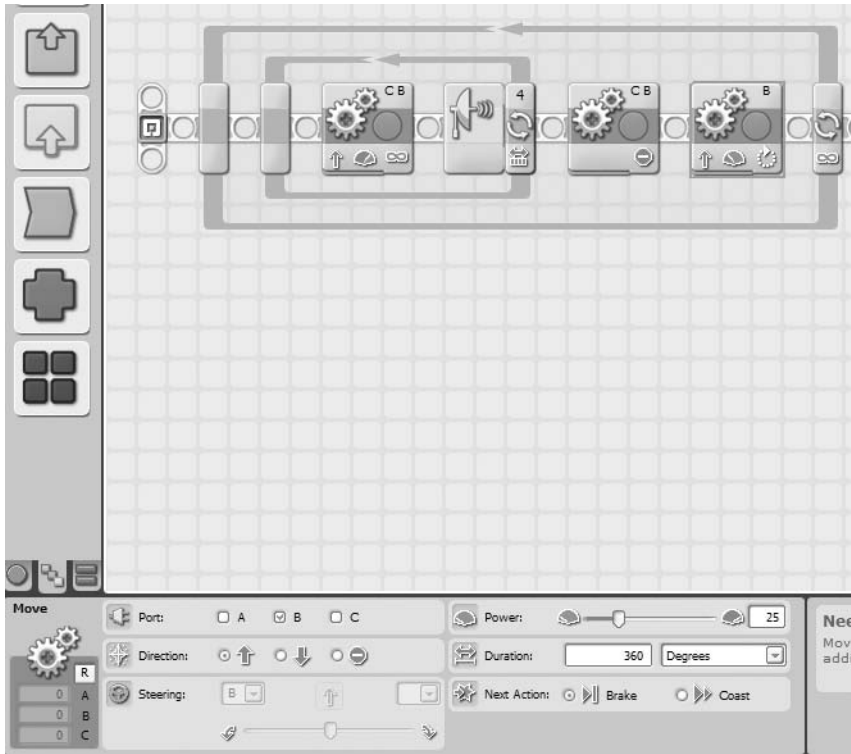 C B
4
C B
B
Move
R
0 A
0 B
0 C
Port: A B C
Direction:
Steering: B
Power: 25
Duration: 360 Degrees
Next Action: Brake Coast
Nee
Mov
addi